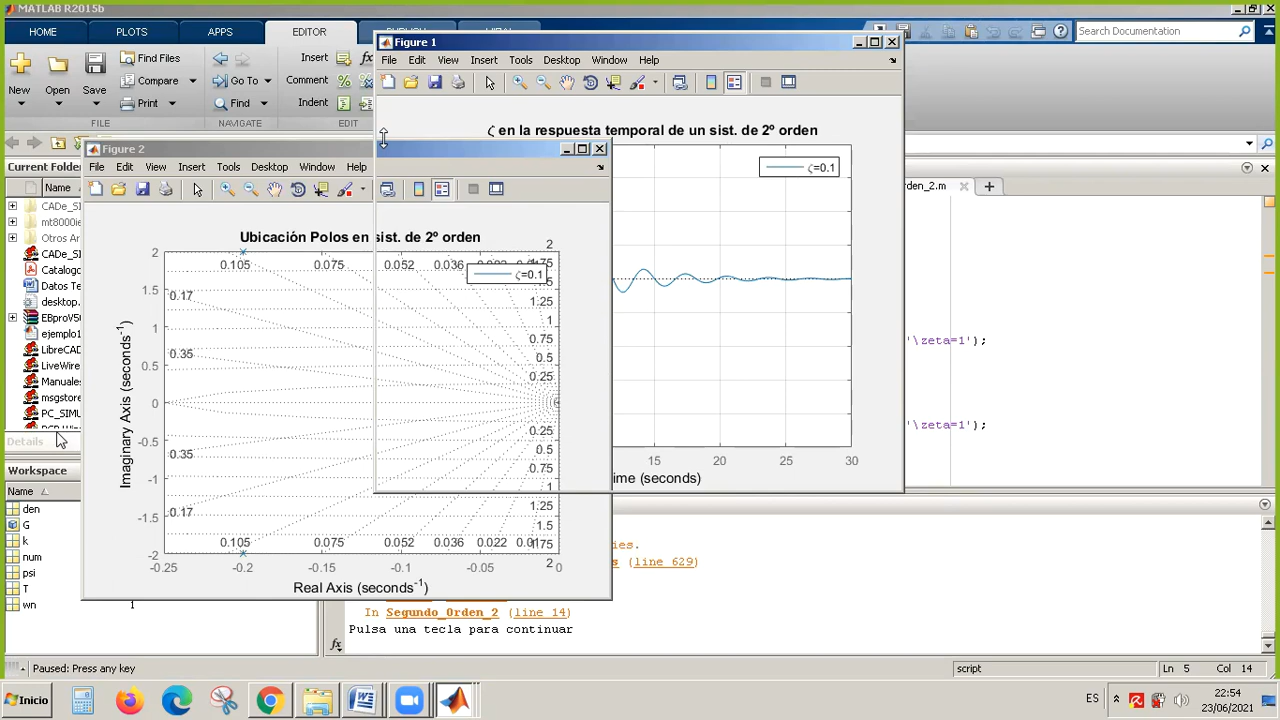 MATLAB R2015b
HOME PLOTS APPS EDITOR
Search Documentation
New Open Save
Find Files
Compare
Print
FILE
Go To
Find
NAVIGATE
Insert
Comment
Indent
EDIT
Current Folder
Name
mt8000ie
Otros Ar
Catalogo
Datos Te
desktop.
EBproV50
ejemplo1
LibreCAD
LiveWire
Manuales
msgstore
PC_SIMU
Details
Workspace
Name
den
G
k
num
psi
T
wn 1
Paused: Press any key
Figure 1
File Edit View Insert Tools Desktop Window Help
ζ en la respuesta temporal de un sist. de 2º orden
ζ=0.1
15 20 25 30
ime (seconds)
Figure 2
File Edit View Insert Tools Desktop Window Help
Ubicación Polos en sist. de 2º orden
ζ=0.1
2
1.5
1
0.5
0
-0.5
-1
-1.5
-2
0.105 0.075 0.052 0.036
0.17
0.35
0.35
0.17
0.105 0.075 0.052 0.036 0.022
2
1.75
1.25
1
0.75
0.5
0.25
0.25
0.5
0.75
1
1.25
1.5
1.75
2
-0.25 -0.2 -0.15 -0.1 -0.05 0
Imaginary Axis (seconds-1)
Real Axis (seconds-1)
rden_2.m
'\zeta=1');
'\zeta=1');
ies.
s (line 629)
In Segundo_Orden_2 (line 14)
Pulsa una tecla para continuar
fx
script
Ln 5 Col 14
Inicio
ES
22:54
23/06/2021